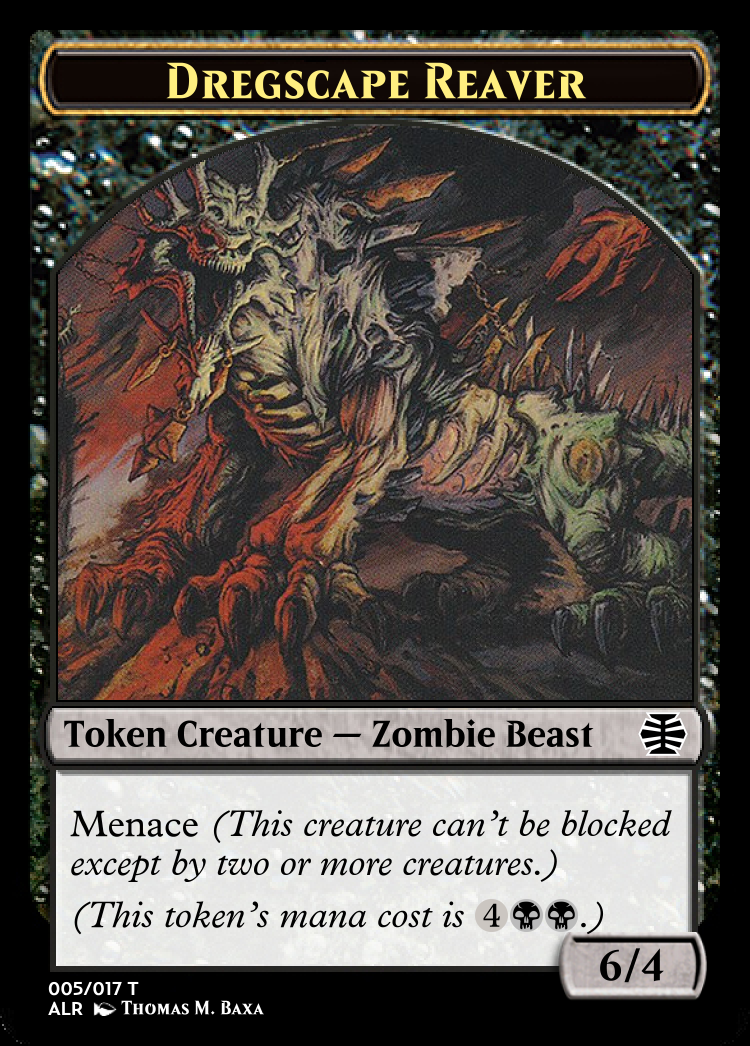 Dregscape Reaver
Token Creature — Zombie Beast
Menace (This creature can't be blocked
except by two or more creatures.)
(This token's mana cost is 4.)
6/4
005/017 T
ALR Thomas M. Baxa